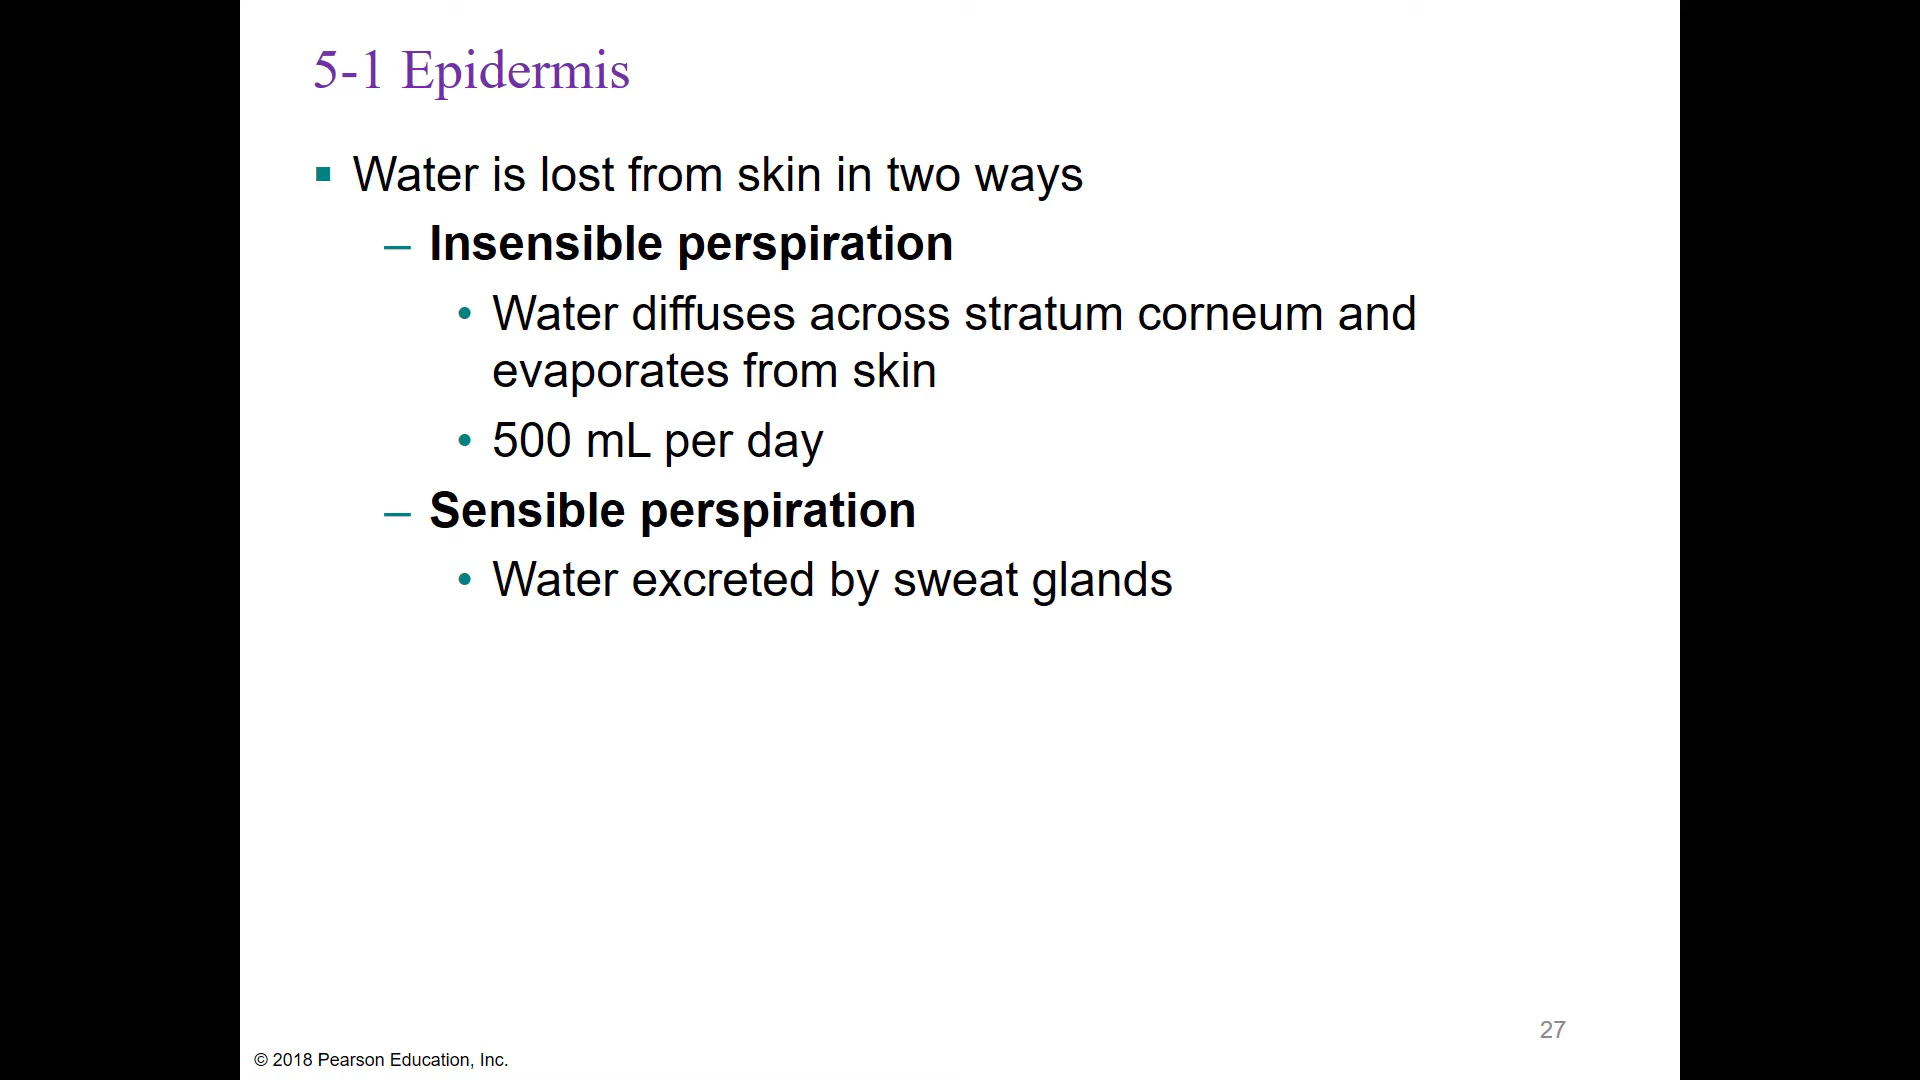 5-1 Epidermis
▪ Water is lost from skin in two ways
– Insensible perspiration
• Water diffuses across stratum corneum and
evaporates from skin
• 500 mL per day
– Sensible perspiration
• Water excreted by sweat glands
27
© 2018 Pearson Education, Inc.